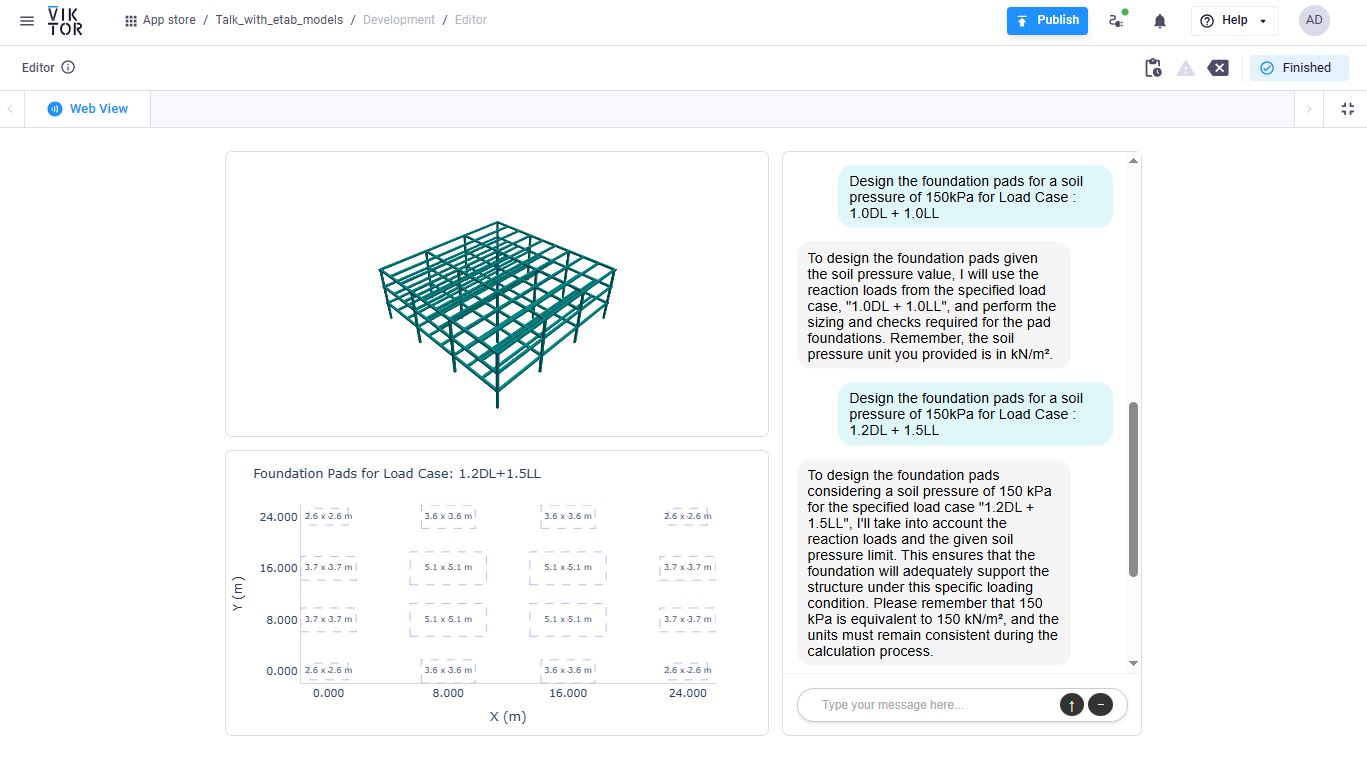 VIKTOR
App store / Talk_with_etab_models / Development / Editor
Publish
Help
AD
Editor
Finished
Web View
Design the foundation pads for a soil
pressure of 150kPa for Load Case :
1.0DL + 1.0LL
To design the foundation pads given
the soil pressure value, I will use the
reaction loads from the specified load
case, "1.0DL + 1.0LL", and perform the
sizing and checks required for the pad
foundations. Remember, the soil
pressure unit you provided is in kN/m².
Design the foundation pads for a soil
pressure of 150kPa for Load Case :
1.2DL + 1.5LL
To design the foundation pads
considering a soil pressure of 150 kPa
for the specified load case "1.2DL +
1.5LL", I'll take into account the
reaction loads and the given soil
pressure limit. This ensures that the
foundation will adequately support the
structure under this specific loading
condition. Please remember that 150
kPa is equivalent to 150 kN/m², and the
units must remain consistent during the
calculation process.
Type your message here...
Foundation Pads for Load Case: 1.2DL+1.5LL
24.000 2.6 x 2.6 m 3.6 x 3.6 m 3.6 x 3.6 m 2.6 x 2.6 m
16.000 3.7 x 3.7 m 5.1 x 5.1 m 5.1 x 5.1 m 3.7 x 3.7 m
Y (m)
8.000 3.7 x 3.7 m 5.1 x 5.1 m 5.1 x 5.1 m 3.7 x 3.7 m
0.000 2.6 x 2.6 m 3.6 x 3.6 m 3.6 x 3.6 m 2.6 x 2.6 m
0.000 8.000 16.000 24.000
X (m)